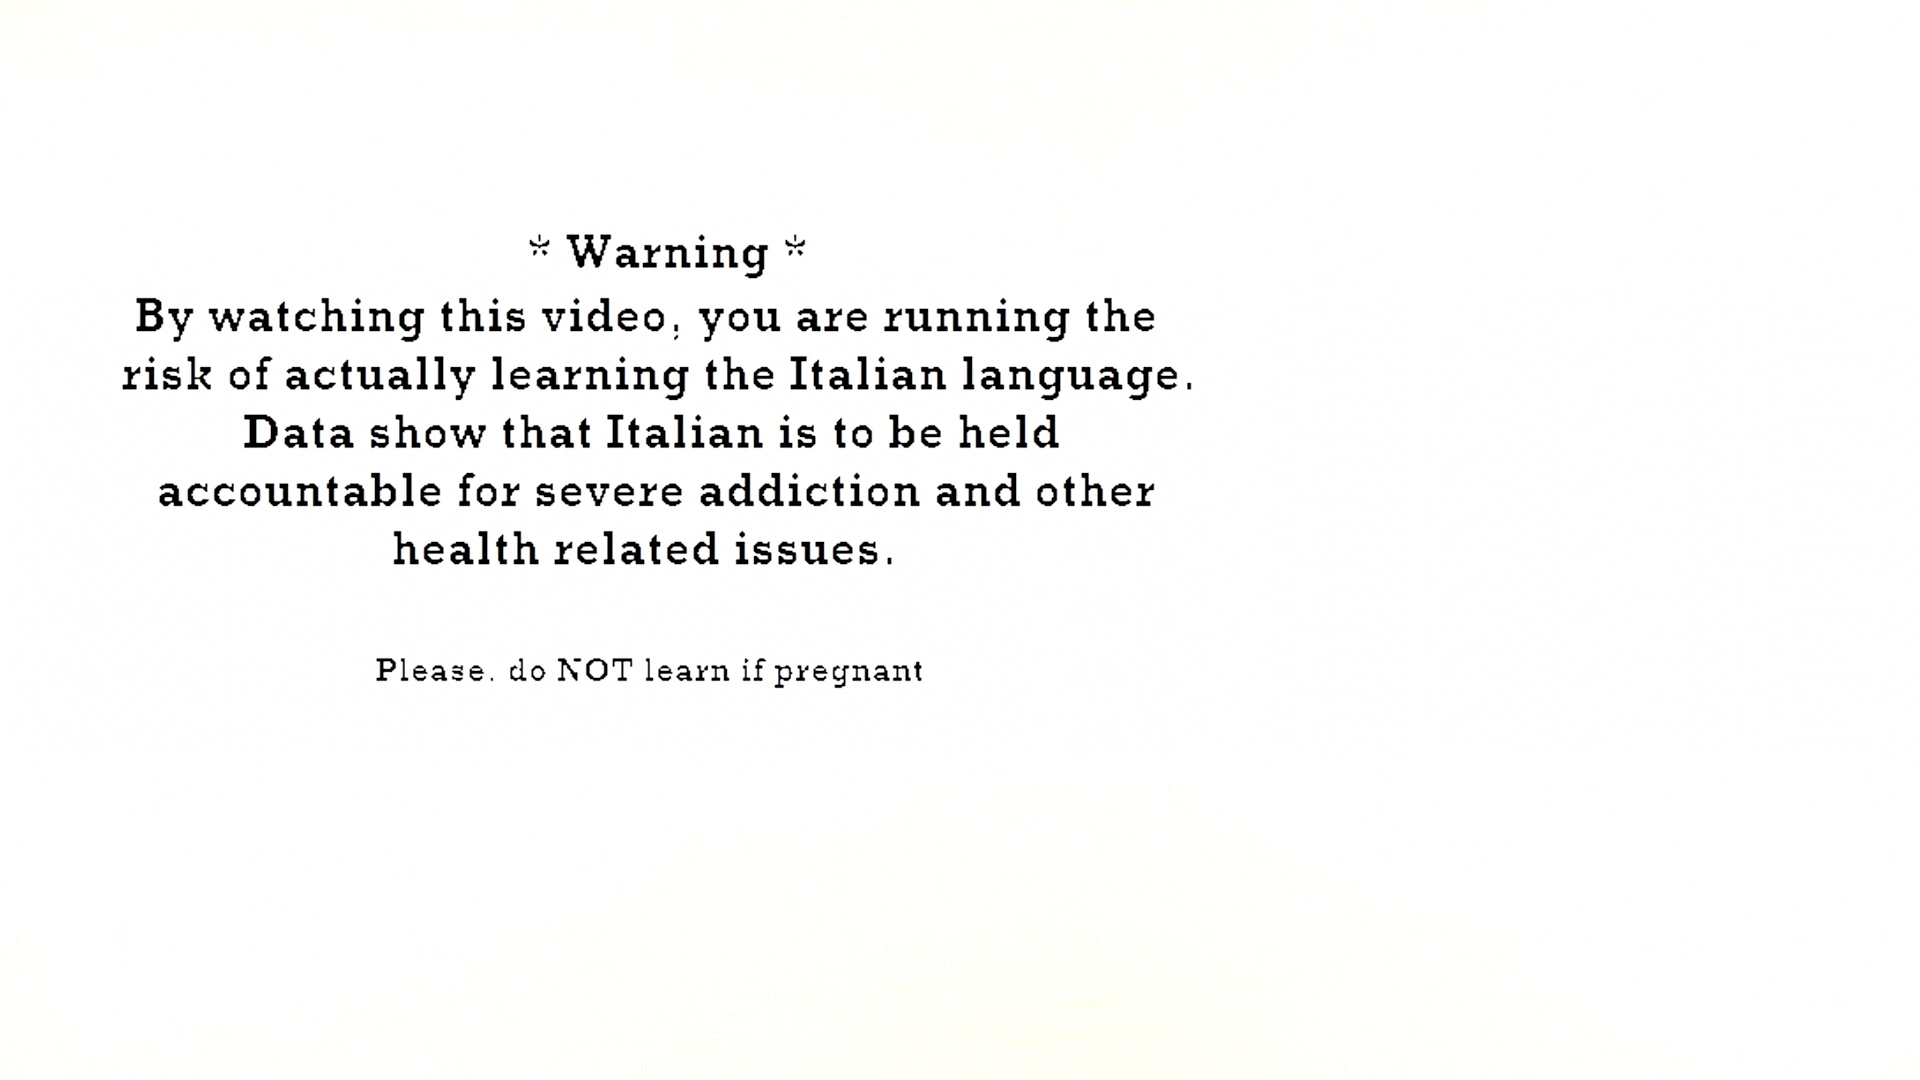 * Warning *
By watching this video, you are running the
risk of actually learning the Italian language.
Data show that Italian is to be held
accountable for severe addiction and other
health related issues.
Please, do NOT learn if pregnant